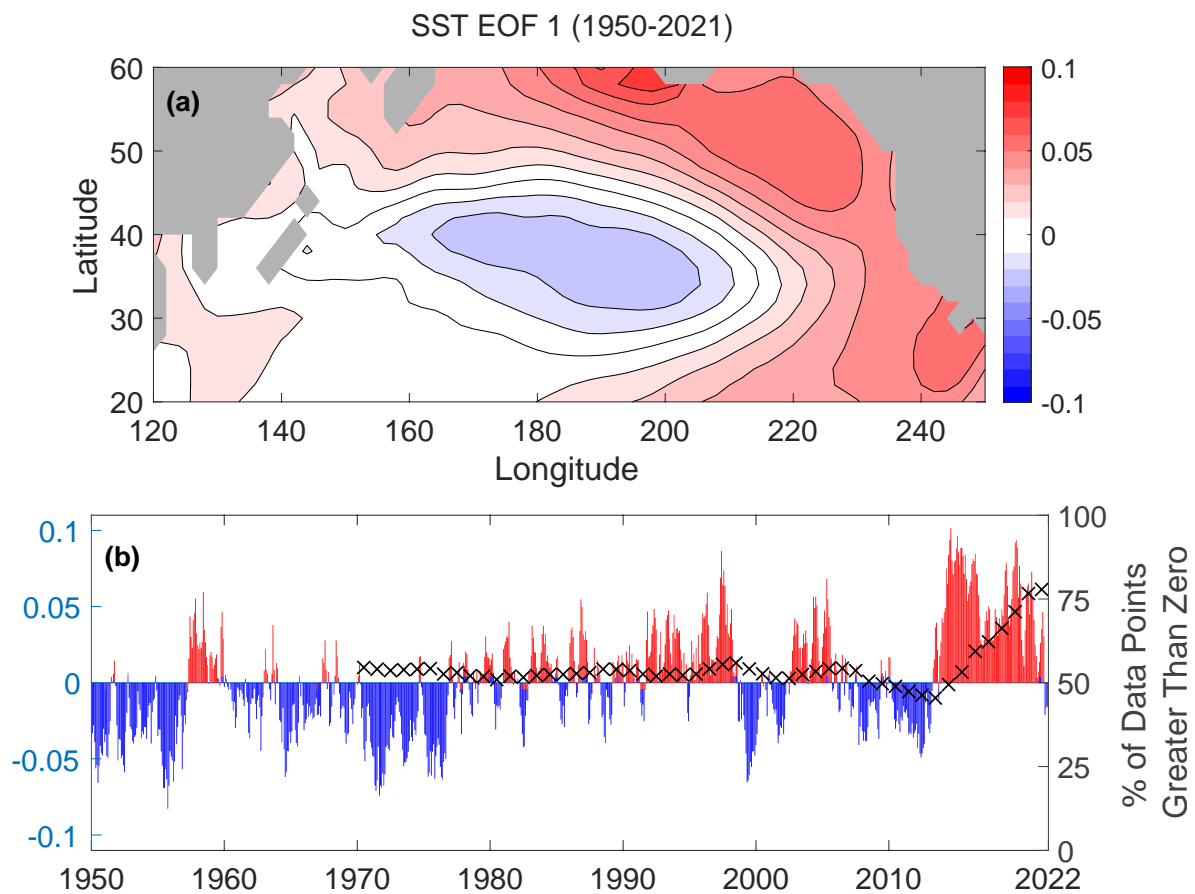 SST EOF 1 (1950-2021)
(a)
Latitude
60
50
40
30
20
120 140 160 180 200 220 240
Longitude
0.1
0.05
0
-0.05
-0.1
(b)
0.1
0.05
0
-0.05
-0.1
100
75
50
25
0
% of Data Points
Greater Than Zero
1950 1960 1970 1980 1990 2000 2010 2022